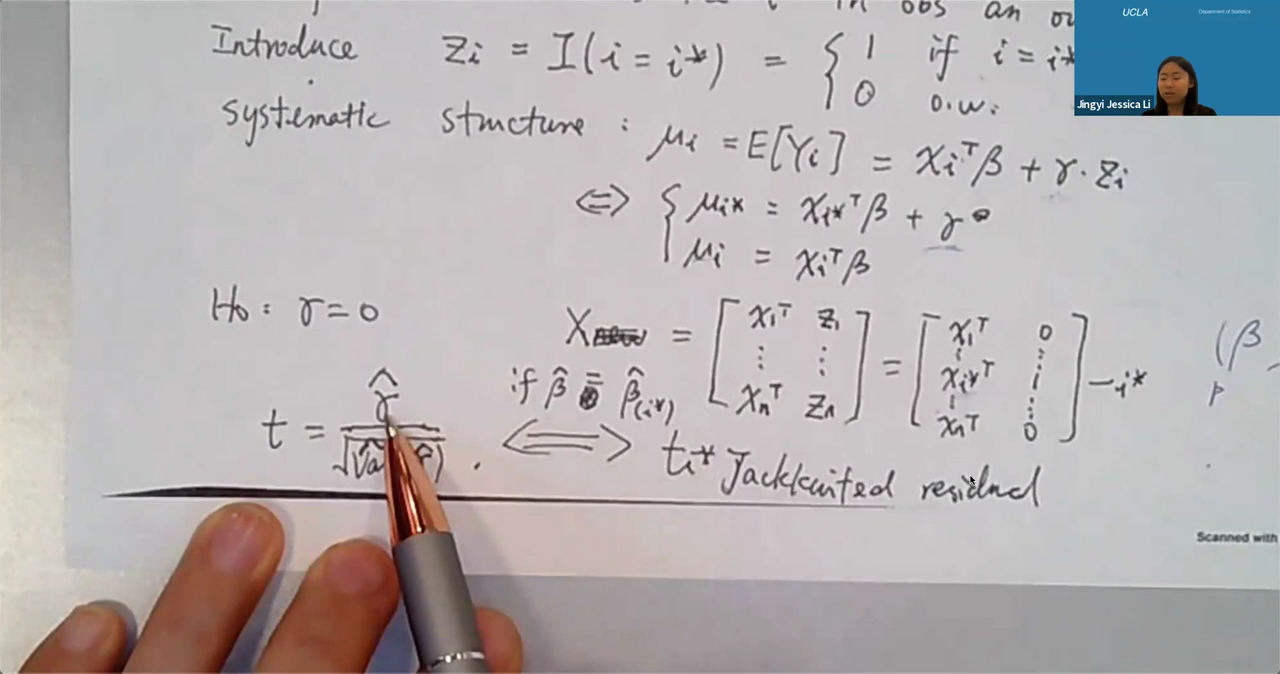 in obs an
UCLA Department of Statistics
Introduce Zi = I(i = i*) = { 1 if i = i*
0 o.w.
Jingyi Jessica Li
systematic structure : μi = E[Yi] = Xiᵀβ + γ · Zi
⇔ { μi* = Xi*ᵀβ + γ
μi = Xiᵀβ
H0 : γ = 0
X = [ X1ᵀ Z1 ⋮ ⋮ Xnᵀ Zn ] = [ X1ᵀ 0 ⋮ ⋮ Xi*ᵀ 1 ⋮ ⋮ Xnᵀ 0 ] — i*
(β
p
if β̂ = β̂(i*)
t = γ̂ / √ . ⇔ ti* Jackknifed residual
Scanned with